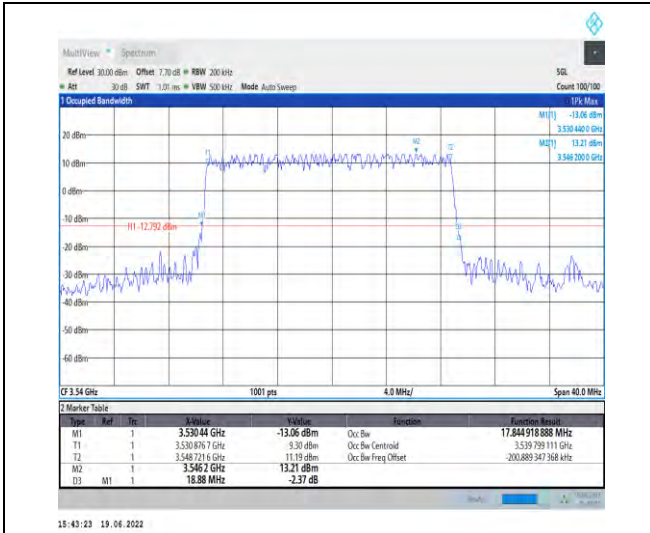 MultiView Spectrum
Ref Level 30.00 dBm Offset 7.70 dB RBW 200 kHz SGL
Att 30 dB SWT 1.01 ms VBW 500 kHz Mode Auto Sweep Count 100/100
1 Occupied Bandwidth 1Pk Max
M1[1] -13.06 dBm
3.530 440 0 GHz
M2[1] 13.21 dBm
3.546 200 0 GHz
20 dBm
10 dBm
0 dBm
-10 dBm
H1 -12.792 dBm
-20 dBm
-30 dBm
-40 dBm
-50 dBm
-60 dBm
M1
T1
M2
T2
D3
CF 3.54 GHz 1001 pts 4.0 MHz/ Span 40.0 MHz
2 Marker Table
Type Ref Trc X-Value Y-Value Function Function Result
M1 1 3.530 44 GHz -13.06 dBm Occ Bw 17.844 918 888 MHz
T1 1 3.530 876 7 GHz 9.30 dBm Occ Bw Centroid 3.539 799 111 GHz
T2 1 3.548 721 6 GHz 11.19 dBm Occ Bw Freq Offset -200.889 347 368 kHz
M2 1 3.546 2 GHz 13.21 dBm
D3 M1 1 18.88 MHz -2.37 dB
15:43:23 19.06.2022